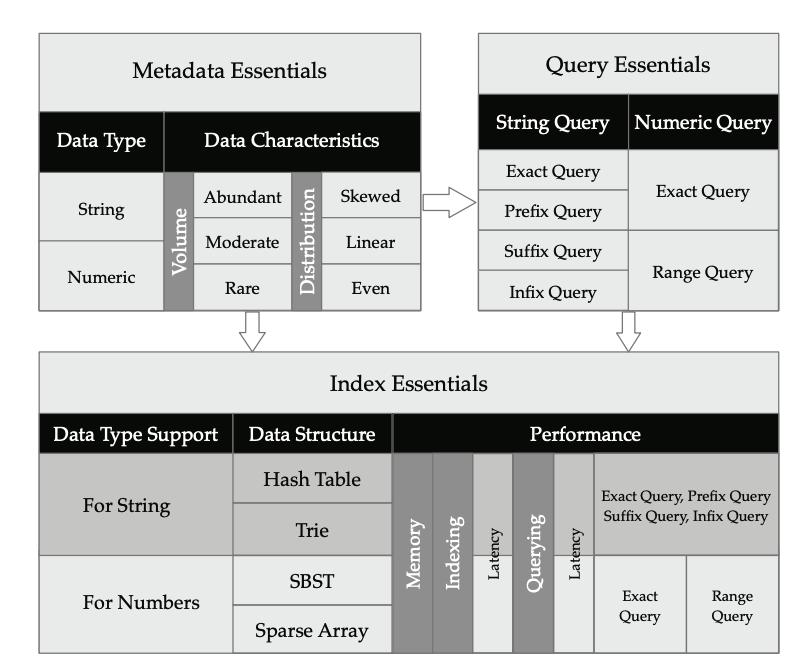 Metadata Essentials
Data Type
Data Characteristics
String
Numeric
Volume
Abundant
Moderate
Rare
Distribution
Skewed
Linear
Even
Query Essentials
String Query
Numeric Query
Exact Query
Prefix Query
Suffix Query
Infix Query
Exact Query
Range Query
Index Essentials
Data Type Support
Data Structure
Performance
For String
Hash Table
Trie
For Numbers
SBST
Sparse Array
Memory
Indexing
Latency
Querying
Latency
Exact Query, Prefix Query
Suffix Query, Infix Query
Exact
Query
Range
Query